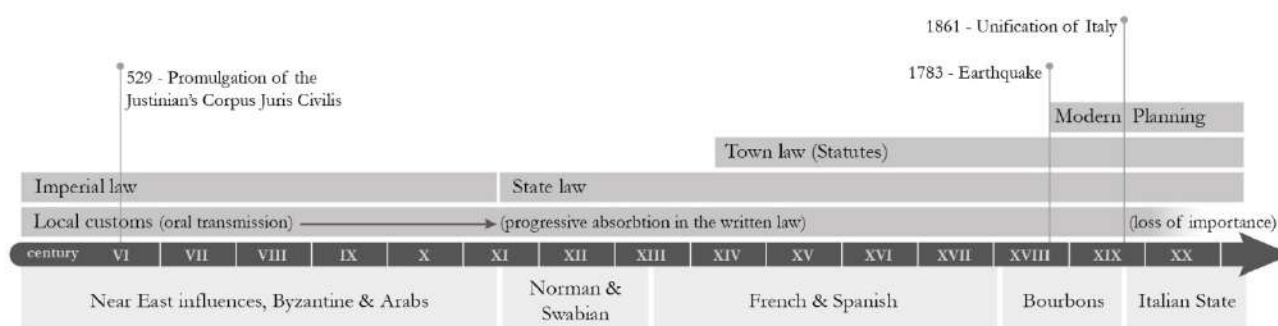 1861 - Unification of Italy
529 - Promulgation of the
Justinian's Corpus Juris Civilis
1783 - Earthquake
Modern Planning
Town law (Statutes)
Imperial law
State law
Local customs (oral transmission)
(progressive absorbtion in the written law)
(loss of importance)
century VI VII VIII IX X XI XII XIII XIV XV XVI XVII XVIII XIX XX
Near East influences, Byzantine & Arabs
Norman &
Swabian
French & Spanish
Bourbons
Italian State